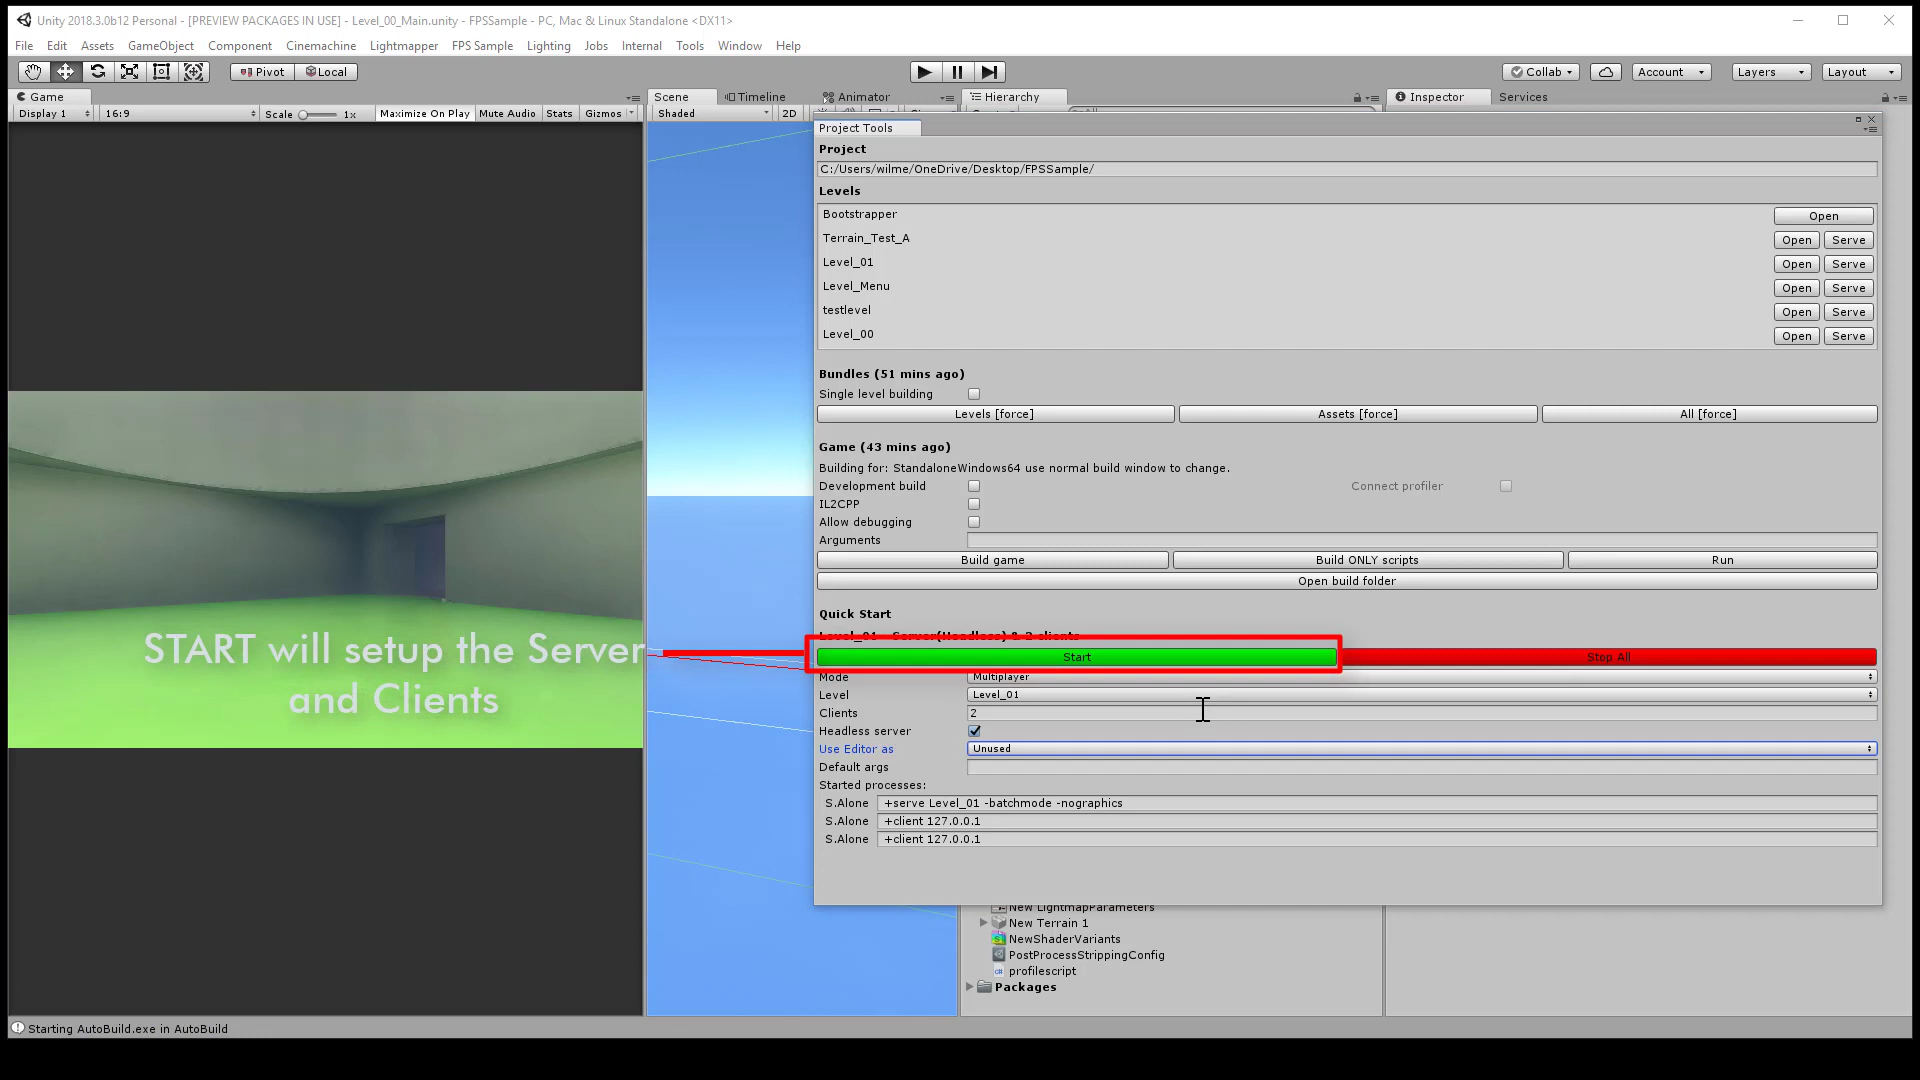 Unity 2018.3.0b12 Personal - [PREVIEW PACKAGES IN USE] - Level_00_Main.unity - FPSSample - PC, Mac & Linux Standalone <DX11>
File Edit Assets GameObject Component Cinemachine Lightmapper FPS Sample Lighting Jobs Internal Tools Window Help
Pivot Local Collab Account Layers Layout
Game Scene Timeline Animator Hierarchy Inspector Services
Display 1 16:9 Scale 1x Maximize On Play Mute Audio Stats Gizmos Shaded 2D
Project Tools
Project
C:/Users/wilme/OneDrive/Desktop/FPSSample/
Levels
Bootstrapper Open
Terrain_Test_A Open Serve
Level_01 Open Serve
Level_Menu Open Serve
testlevel Open Serve
Level_00 Open Serve
Bundles (51 mins ago)
Single level building
Levels [force] Assets [force] All [force]
Game (43 mins ago)
Building for: StandaloneWindows64 use normal build window to change.
Development build Connect profiler
IL2CPP
Allow debugging
Arguments
Build game Build ONLY scripts Run
Open build folder
Quick Start
Level_01 - Server(Headless) & 2 clients
Start Stop All
Mode Multiplayer
Level Level_01
Clients 2
Headless server
Use Editor as Unused
Default args
Started processes:
S.Alone +serve Level_01 -batchmode -nographics
S.Alone +client 127.0.0.1
S.Alone +client 127.0.0.1
START will setup the Server
and Clients
New LightmapParameters
New Terrain 1
NewShaderVariants
PostProcessStrippingConfig
profilescript
Packages
Starting AutoBuild.exe in AutoBuild